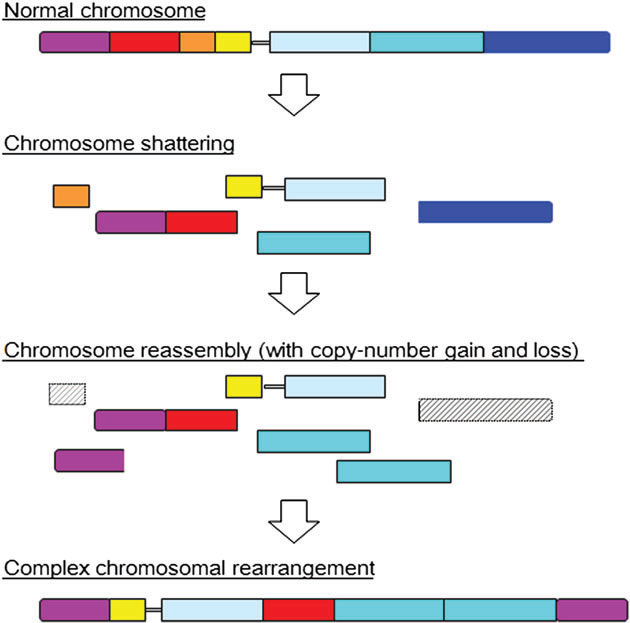 Normal chromosome
Chromosome shattering
Chromosome reassembly (with copy-number gain and loss)
Complex chromosomal rearrangement